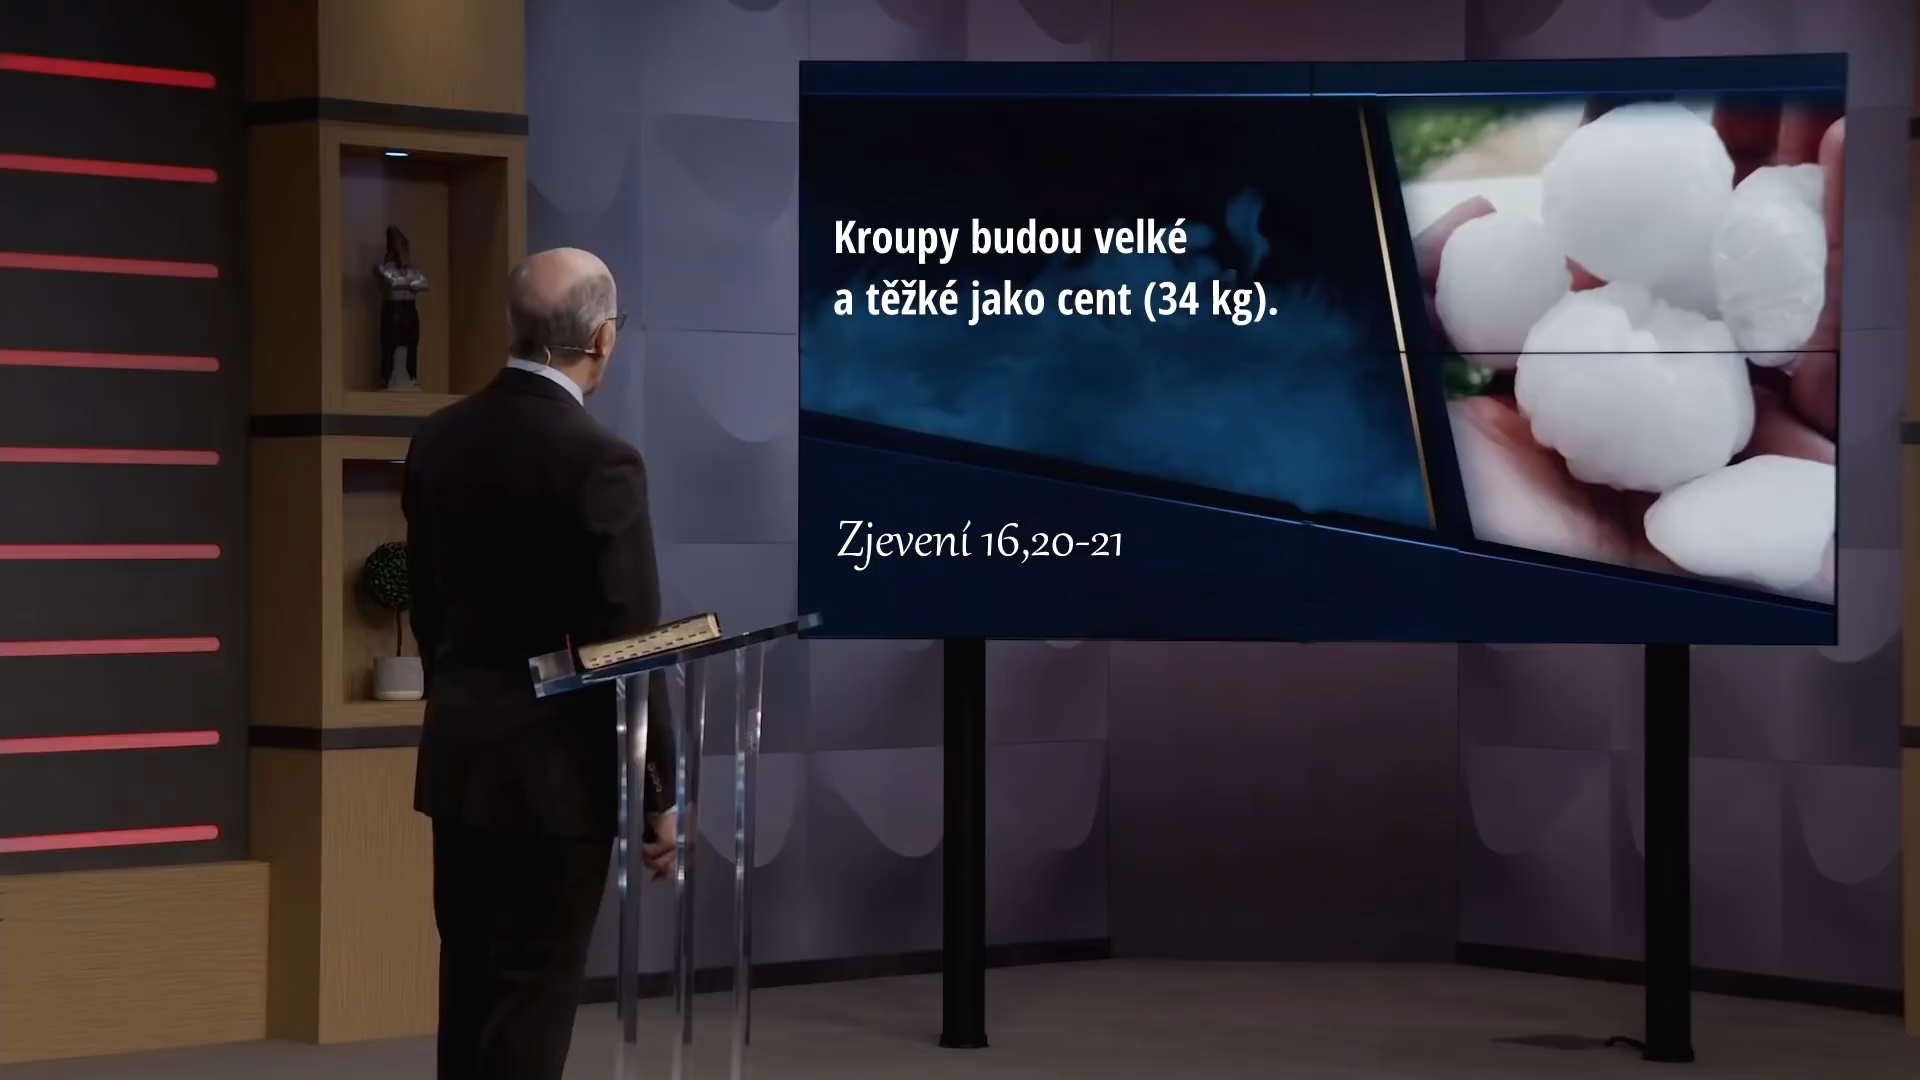 Kroupy budou velké
a těžké jako cent (34 kg).
Zjevení 16,20-21